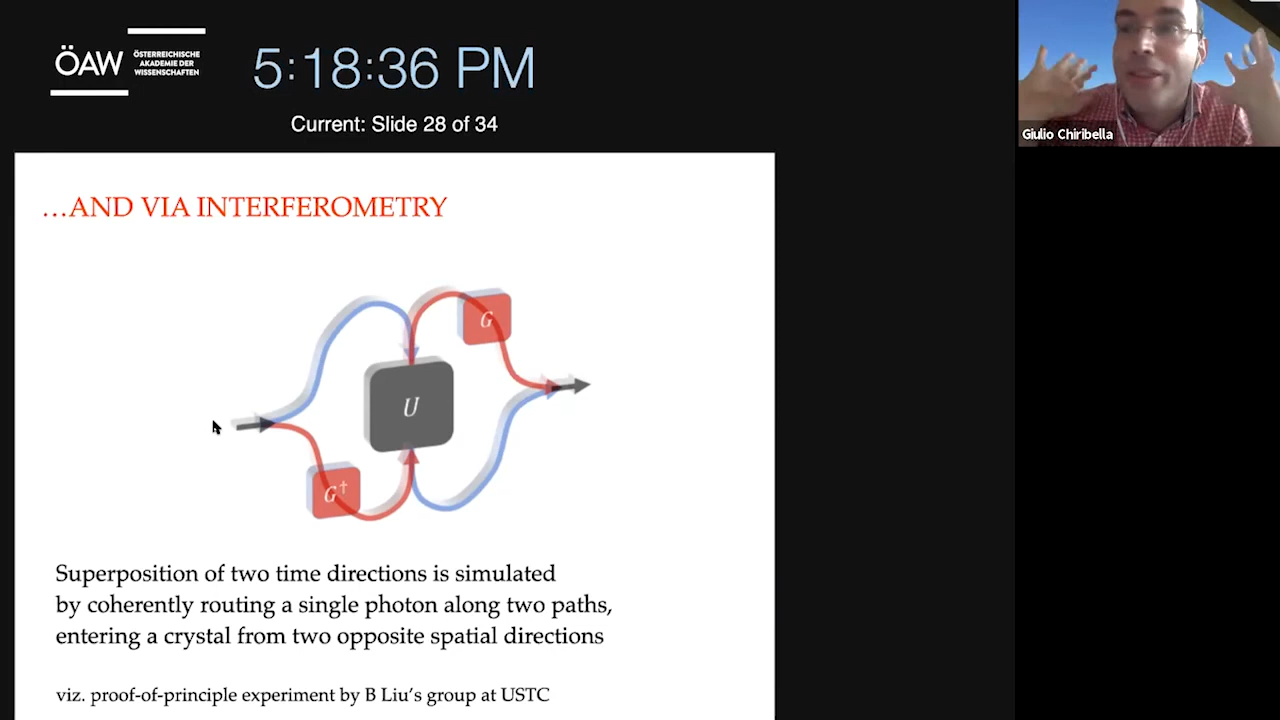 ÖAW
ÖSTERREICHISCHE
AKADEMIE DER
WISSENSCHAFTEN
5:18:36 PM
Current: Slide 28 of 34
Giulio Chiribella
...AND VIA INTERFEROMETRY
G
U
G†
Superposition of two time directions is simulated
by coherently routing a single photon along two paths,
entering a crystal from two opposite spatial directions
viz. proof-of-principle experiment by B Liu's group at USTC